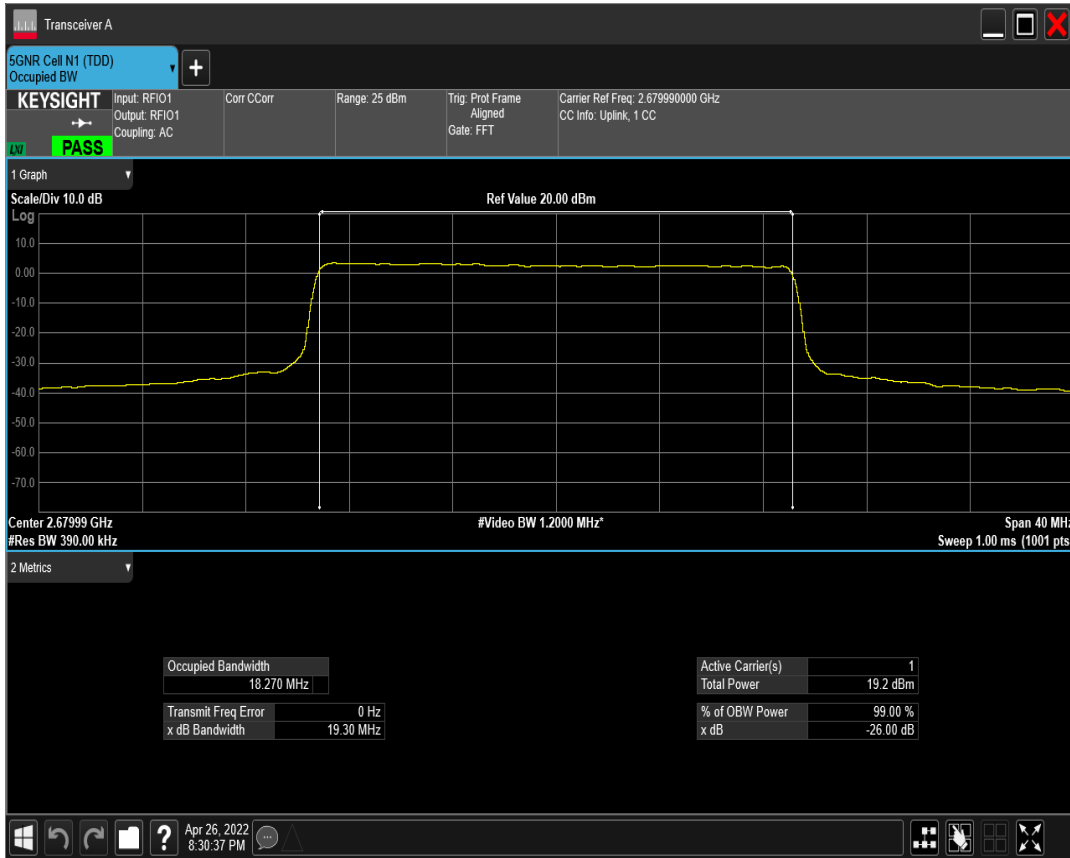 Transceiver A
5GNR Cell N1 (TDD)
Occupied BW
+
KEYSIGHT
LXI
PASS
Input: RFIO1
Output: RFIO1
Coupling: AC
Corr CCorr
Range: 25 dBm
Trig: Prot Frame
Aligned
Gate: FFT
Carrier Ref Freq: 2.679990000 GHz
CC Info: Uplink, 1 CC
1 Graph
Scale/Div 10.0 dB
Ref Value 20.00 dBm
Log
10.0
0.00
-10.0
-20.0
-30.0
-40.0
-50.0
-60.0
-70.0
Center 2.67999 GHz
#Video BW 1.2000 MHz*
Span 40 MHz
#Res BW 390.00 kHz
Sweep 1.00 ms (1001 pts
2 Metrics
Occupied Bandwidth
18.270 MHz
Transmit Freq Error 0 Hz
x dB Bandwidth 19.30 MHz
Active Carrier(s) 1
Total Power 19.2 dBm
% of OBW Power 99.00 %
x dB -26.00 dB
?
Apr 26, 2022
8:30:37 PM